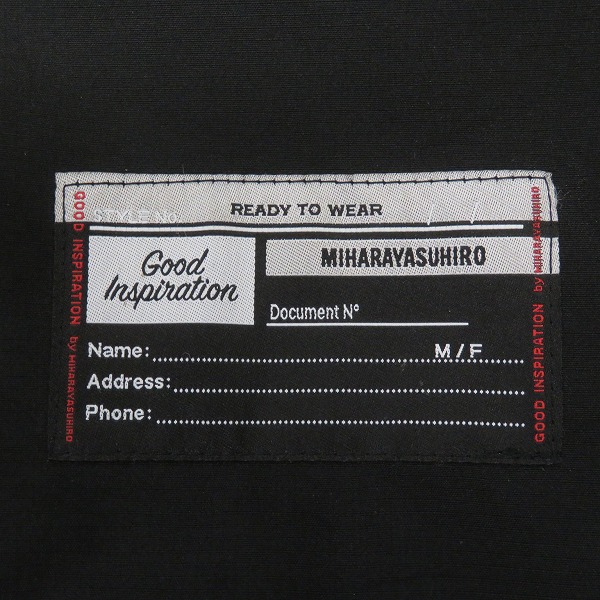 READY TO WEAR
STYLE No. / /
Good
Inspiration
MIHARAYASUHIRO
Document Nº
Name: M / F
Address:
Phone:
GOOD INSPIRATION by MIHARAYASUHIRO
GOOD INSPIRATION by MIHARAYASUHIRO